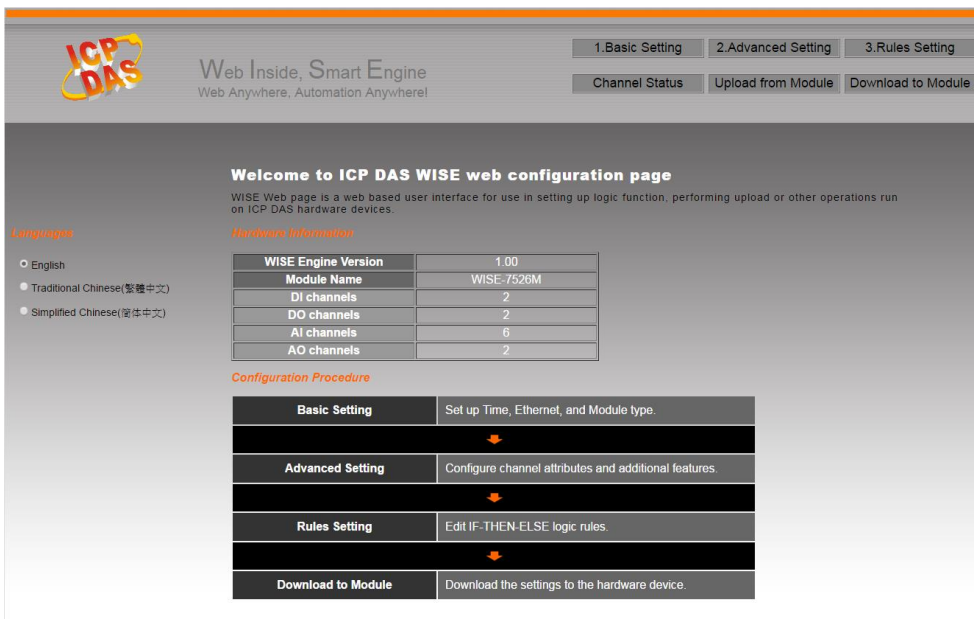 ICP
DAS
Web Inside, Smart Engine
Web Anywhere, Automation Anywhere!
1.Basic Setting
2.Advanced Setting
3.Rules Setting
Channel Status
Upload from Module
Download to Module
Welcome to ICP DAS WISE web configuration page
WISE Web page is a web based user interface for use in setting up logic function, performing upload or other operations run
on ICP DAS hardware devices.
Languages
English
Traditional Chinese(繁體中文)
Simplified Chinese(简体中文)
Hardware Information
WISE Engine Version 1.00
Module Name WISE-7526M
DI channels 2
DO channels 2
AI channels 6
AO channels 2
Configuration Procedure
Basic Setting Set up Time, Ethernet, and Module type.
Advanced Setting Configure channel attributes and additional features.
Rules Setting Edit IF-THEN-ELSE logic rules.
Download to Module Download the settings to the hardware device.